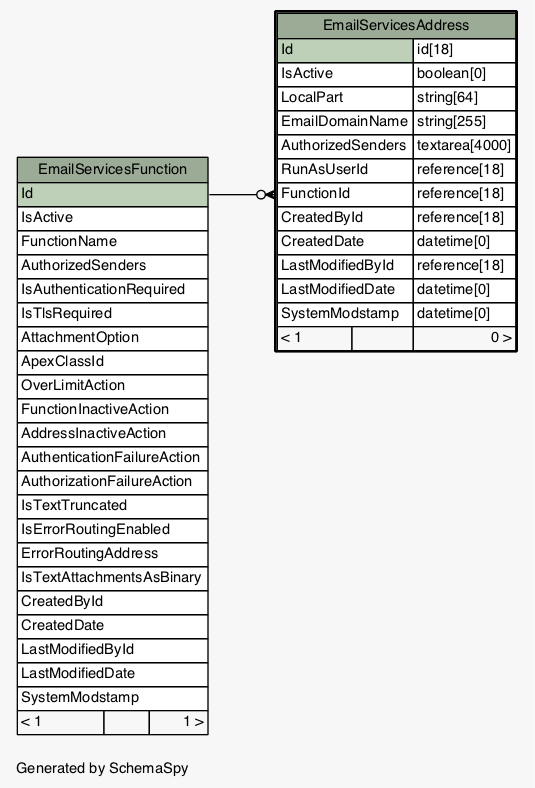 EmailServicesAddress
Id id[18]
IsActive boolean[0]
LocalPart string[64]
EmailDomainName string[255]
AuthorizedSenders textarea[4000]
RunAsUserId reference[18]
FunctionId reference[18]
CreatedById reference[18]
CreatedDate datetime[0]
LastModifiedById reference[18]
LastModifiedDate datetime[0]
SystemModstamp datetime[0]
< 1 0 >
EmailServicesFunction
Id
IsActive
FunctionName
AuthorizedSenders
IsAuthenticationRequired
IsTlsRequired
AttachmentOption
ApexClassId
OverLimitAction
FunctionInactiveAction
AddressInactiveAction
AuthenticationFailureAction
AuthorizationFailureAction
IsTextTruncated
IsErrorRoutingEnabled
ErrorRoutingAddress
IsTextAttachmentsAsBinary
CreatedById
CreatedDate
LastModifiedById
LastModifiedDate
SystemModstamp
< 1 1 >
Generated by SchemaSpy